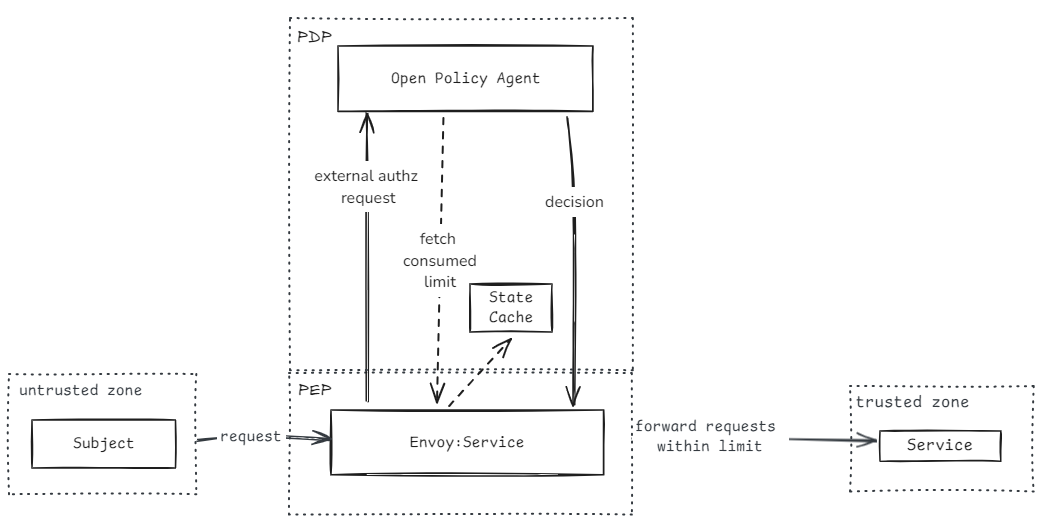 PDP
Open Policy Agent
external authz
request
decision
fetch
consumed
limit
State
Cache
untrusted zone
Subject
request
PEP
Envoy:Service
forward requests
within limit
trusted zone
Service